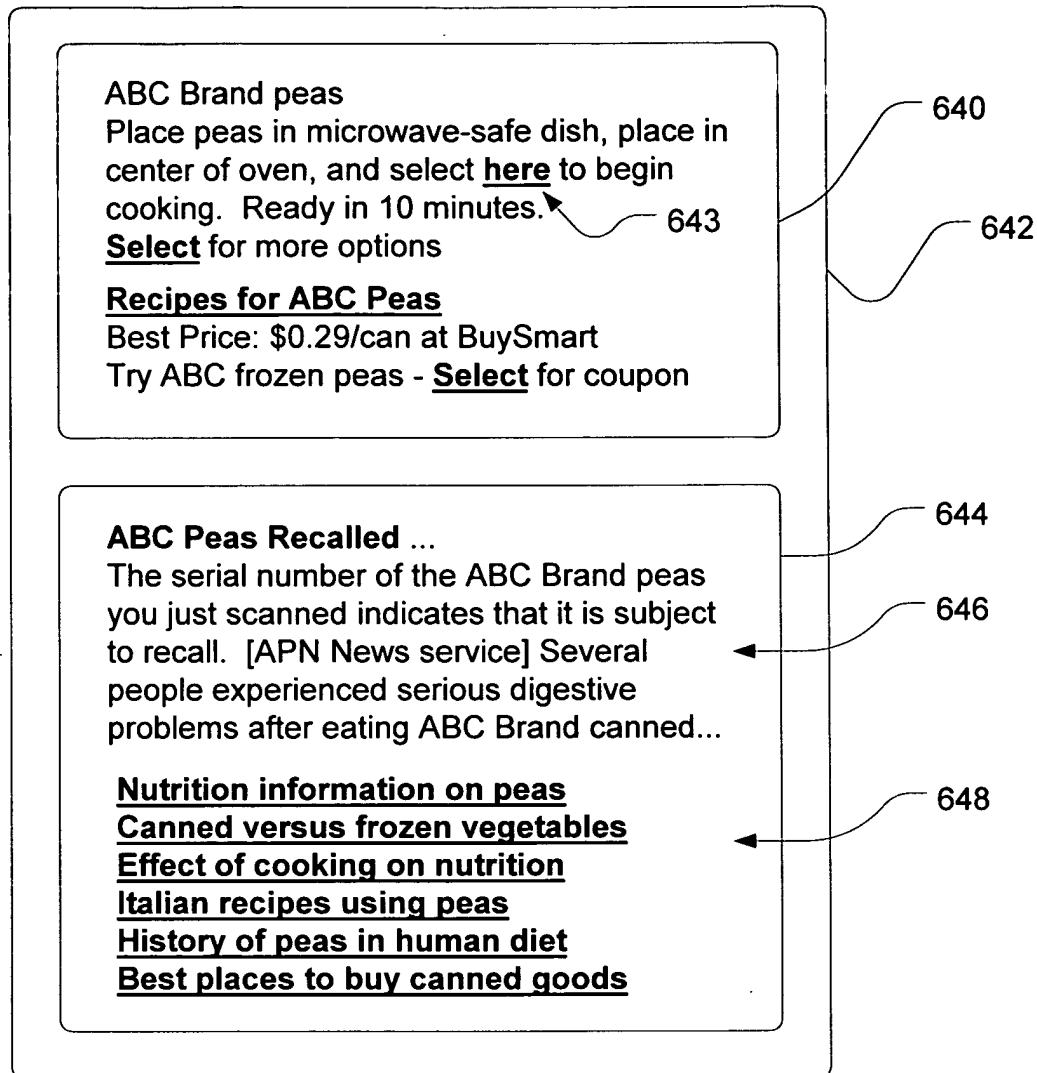 ABC Brand peas
Place peas in microwave-safe dish, place in
center of oven, and select here to begin
cooking. Ready in 10 minutes.
Select for more options
Recipes for ABC Peas
Best Price: $0.29/can at BuySmart
Try ABC frozen peas - Select for coupon
640
643
642
ABC Peas Recalled ...
The serial number of the ABC Brand peas
you just scanned indicates that it is subject
to recall. [APN News service] Several
people experienced serious digestive
problems after eating ABC Brand canned...
644
646
Nutrition information on peas
Canned versus frozen vegetables
Effect of cooking on nutrition
Italian recipes using peas
History of peas in human diet
Best places to buy canned goods
648